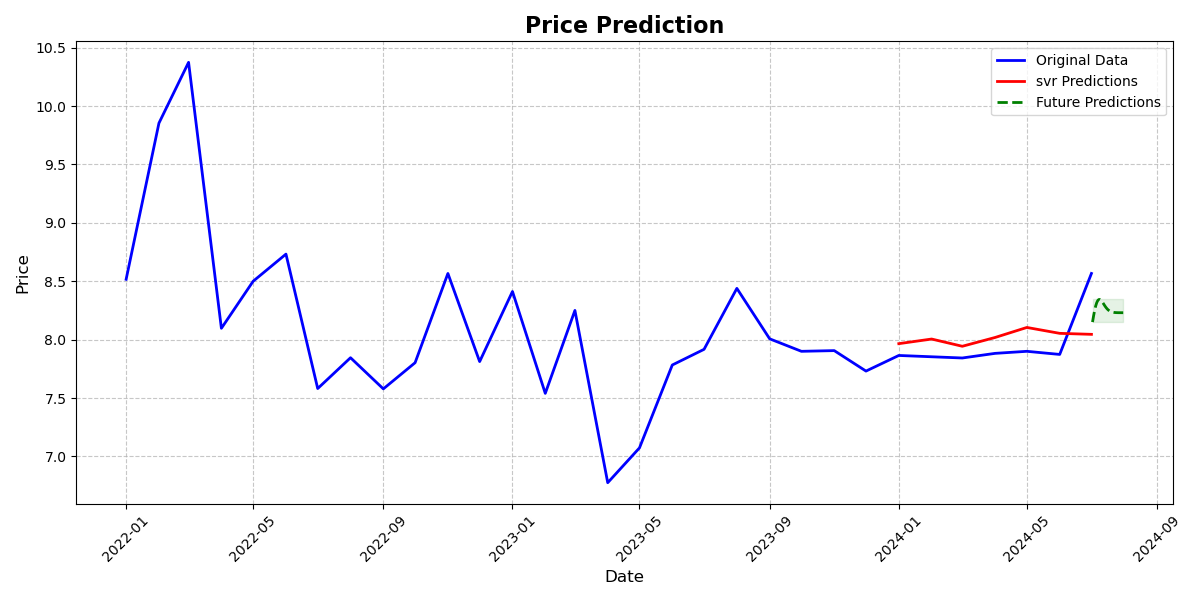 Price Prediction
Original Data
svr Predictions
Future Predictions
Price
10.5
10.0
9.5
9.0
8.5
8.0
7.5
7.0
2022-01
2022-05
2022-09
2023-01
2023-05
2023-09
2024-01
2024-05
2024-09
Date